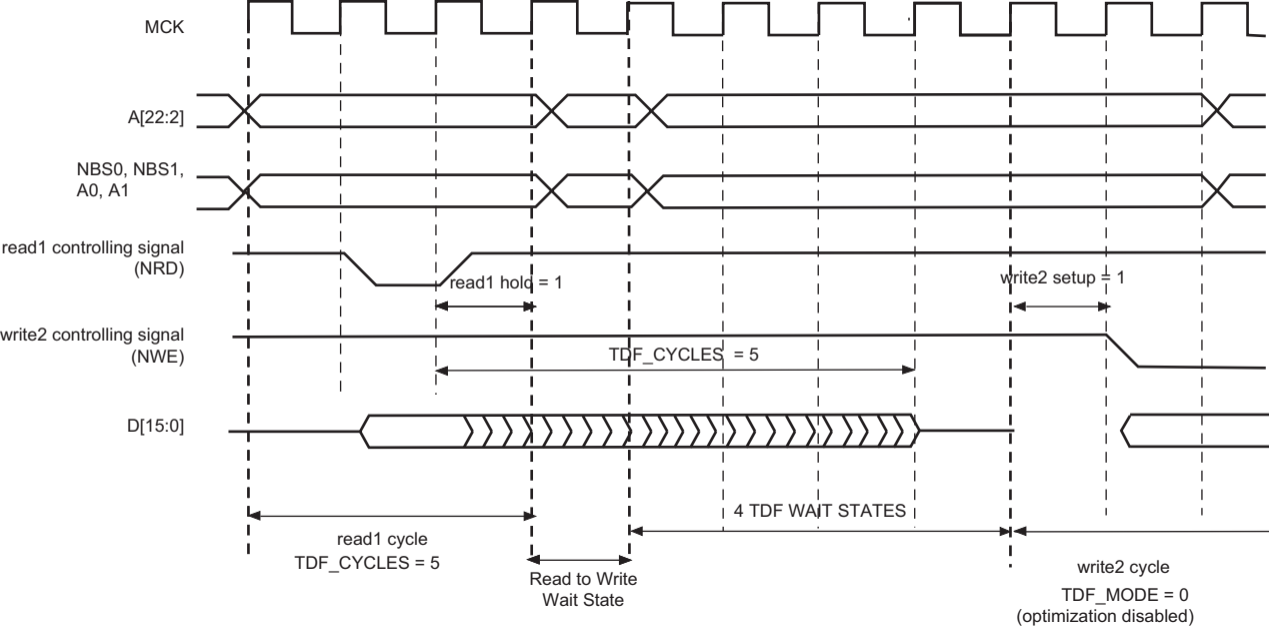 MCK
A[22:2]
NBS0, NBS1,
A0, A1
read1 controlling signal
(NRD)
read1 hold = 1
write2 setup = 1
write2 controlling signal
(NWE)
TDF_CYCLES = 5
D[15:0]
4 TDF WAIT STATES
read1 cycle
TDF_CYCLES = 5
Read to Write
Wait State
write2 cycle
TDF_MODE = 0
(optimization disabled)